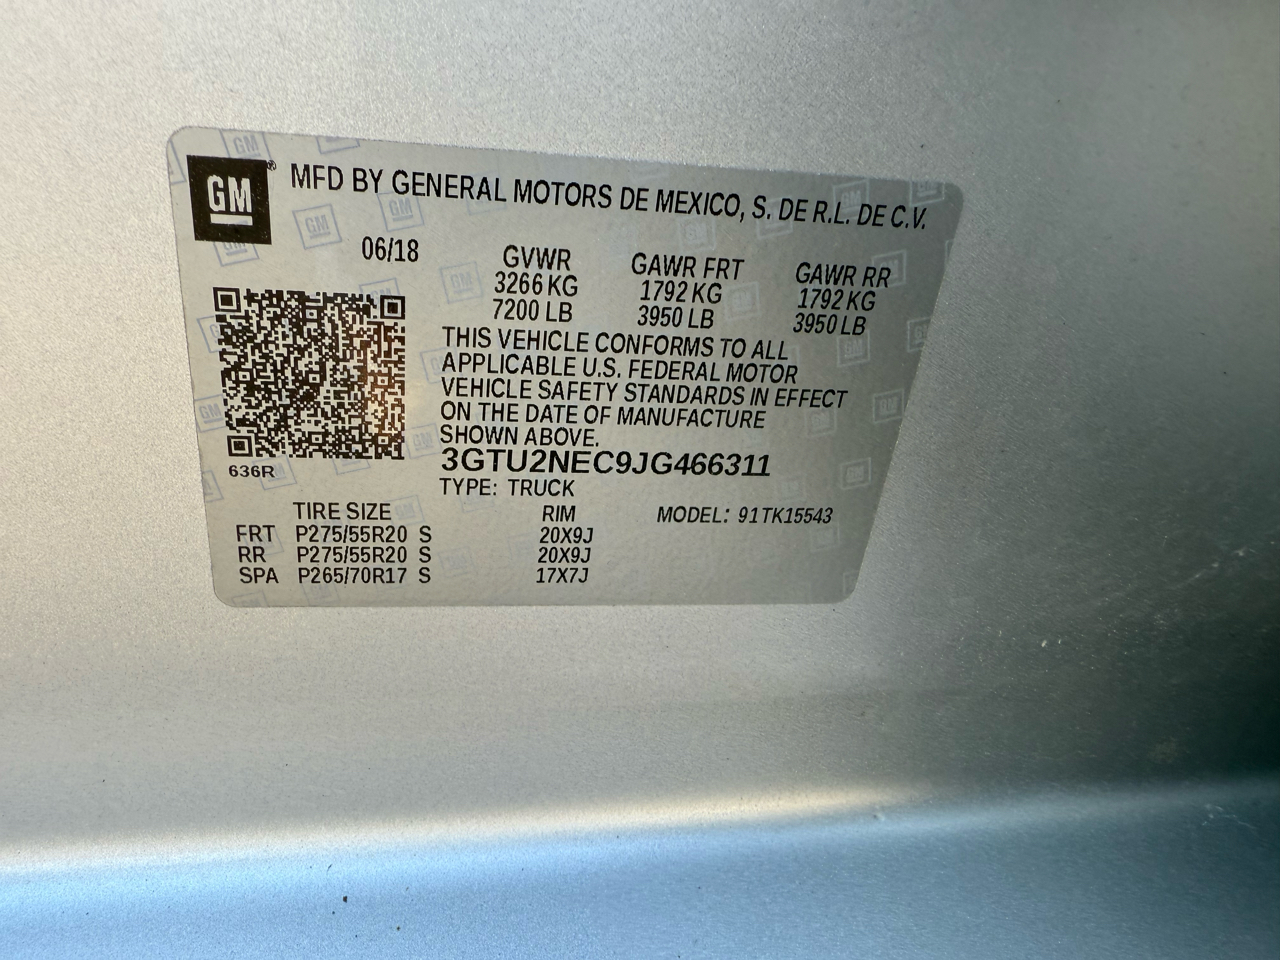 GM® MFD BY GENERAL MOTORS DE MEXICO, S. DE R.L. DE C.V.
06/18 GVWR GAWR FRT GAWR RR
3266 KG 1792 KG 1792 KG
7200 LB 3950 LB 3950 LB
THIS VEHICLE CONFORMS TO ALL
APPLICABLE U.S. FEDERAL MOTOR
VEHICLE SAFETY STANDARDS IN EFFECT
ON THE DATE OF MANUFACTURE
SHOWN ABOVE.
636R 3GTU2NEC9JG466311
TYPE: TRUCK
TIRE SIZE RIM MODEL: 91TK15543
FRT P275/55R20 S 20X9J
RR P275/55R20 S 20X9J
SPA P265/70R17 S 17X7J